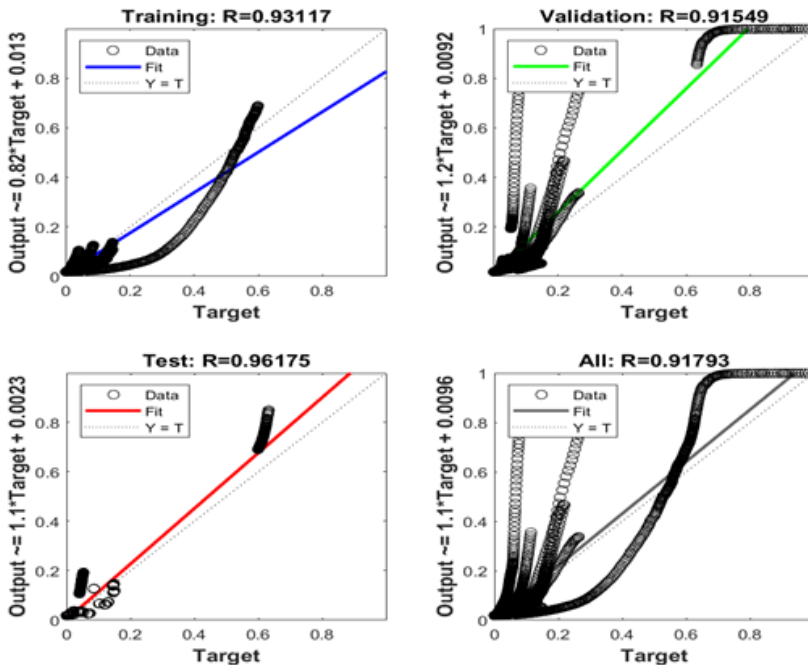 Training: R=0.93117
Output ~= 0.82*Target + 0.013
Data
Fit
Y = T
0.8
0.6
0.4
0.2
0
0 0.2 0.4 0.6 0.8
Target
Validation: R=0.91549
Output ~= 1.2*Target + 0.0092
Data
Fit
Y = T
1
0.8
0.6
0.4
0.2
0.2 0.4 0.6 0.8
Target
Test: R=0.96175
Output ~= 1.1*Target + 0.0023
Data
Fit
Y = T
0.8
0.6
0.4
0.2
0
0 0.2 0.4 0.6 0.8
Target
All: R=0.91793
Output ~= 1.1*Target + 0.0096
Data
Fit
Y = T
1
0.8
0.6
0.4
0.2
0.2 0.4 0.6 0.8
Target